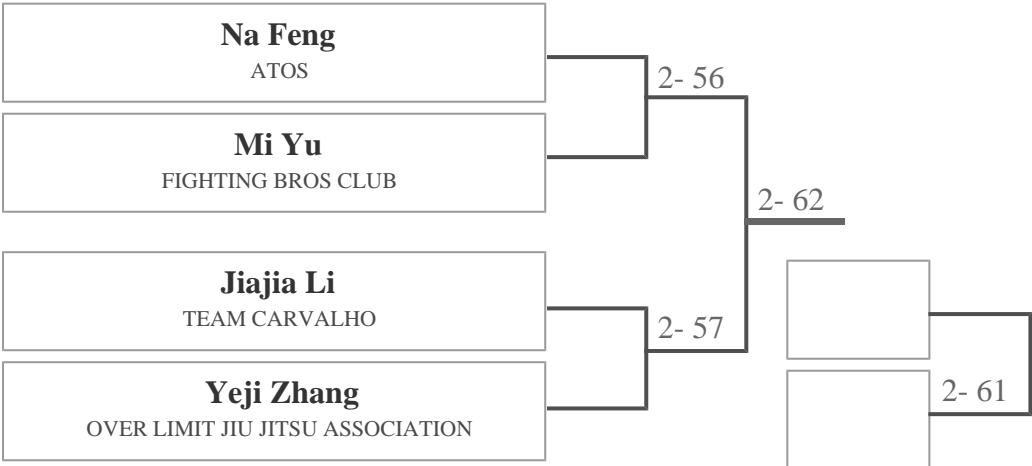 Na Feng
ATOS
2- 56
Mi Yu
FIGHTING BROS CLUB
2- 62
Jiajia Li
TEAM CARVALHO
2- 57
Yeji Zhang
OVER LIMIT JIU JITSU ASSOCIATION
2- 61